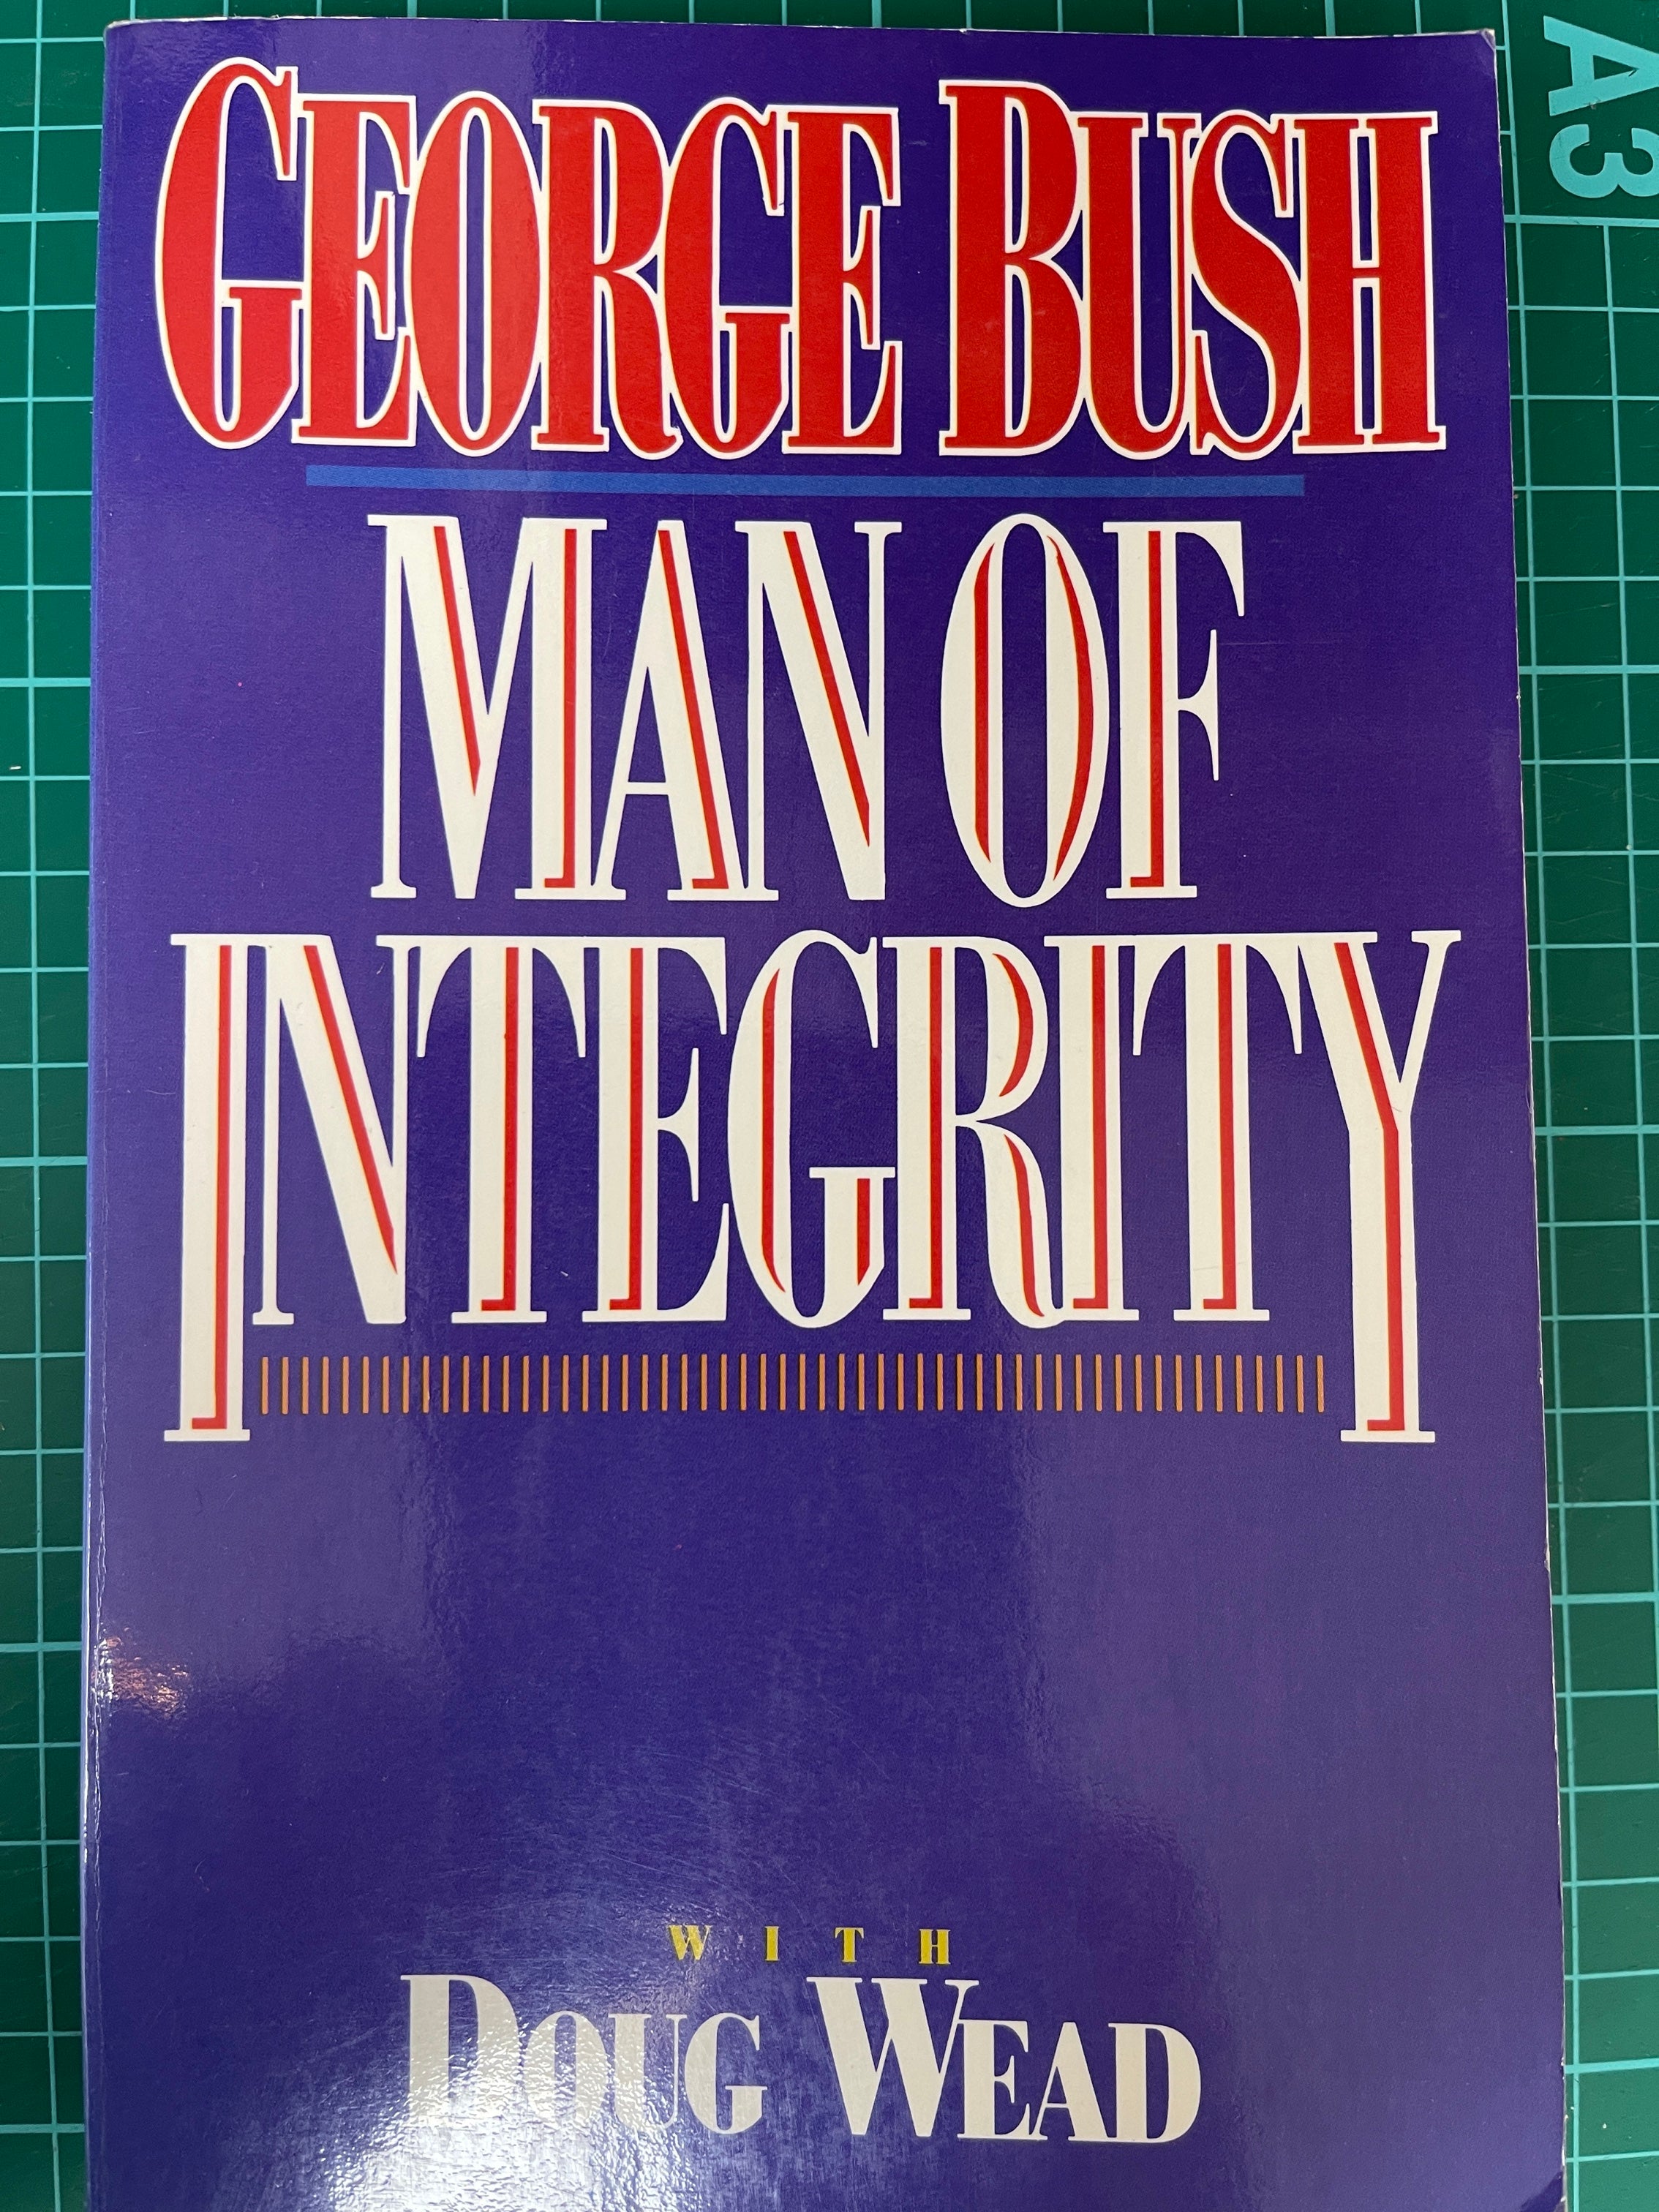 GEORGE BUSH
MAN OF
INTEGRITY
WITH
DOUG WEAD
A3